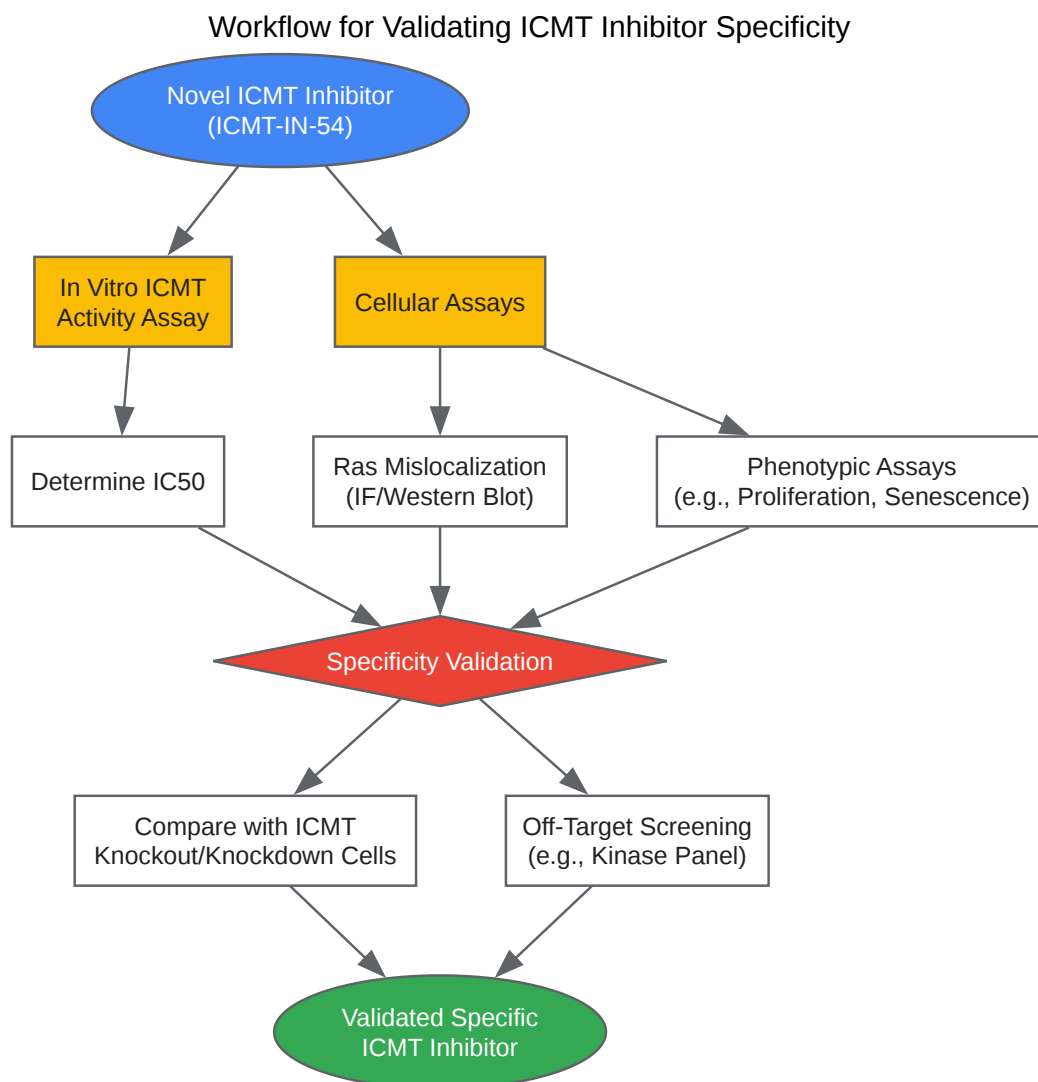 Workflow for Validating ICMT Inhibitor Specificity
Novel ICMT Inhibitor
(ICMT-IN-54)
In Vitro ICMT
Activity Assay
Cellular Assays
Determine IC50
Ras Mislocalization
(IF/Western Blot)
Phenotypic Assays
(e.g., Proliferation, Senescence)
Specificity Validation
Compare with ICMT
Knockout/Knockdown Cells
Off-Target Screening
(e.g., Kinase Panel)
Validated Specific
ICMT Inhibitor